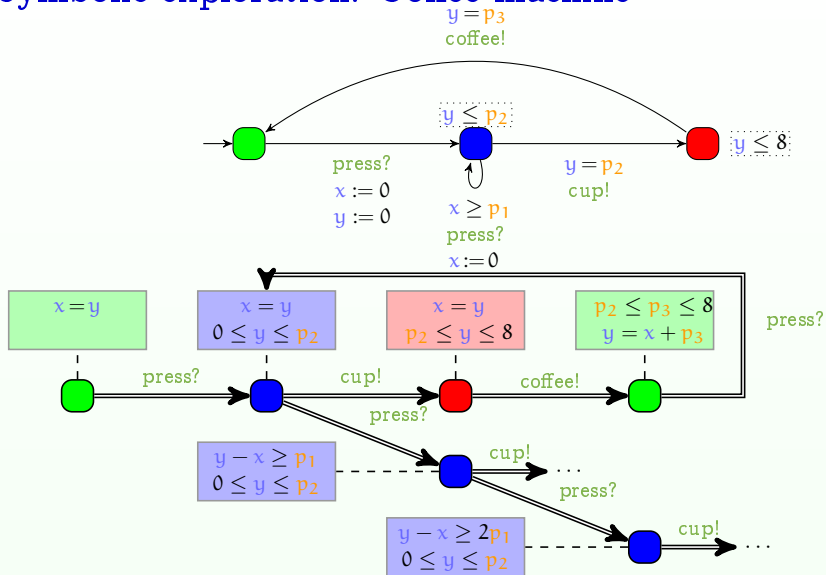 Symbolic exploration: Coffee machine
y = p3
coffee!
y ≤ p2
y ≤ 8
press?
x := 0
y := 0
y = p2
cup!
x ≥ p1
press?
x := 0
x = y
x = y
0 ≤ y ≤ p2
x = y
p2 ≤ y ≤ 8
p2 ≤ p3 ≤ 8
y = x + p3
press?
press?
cup!
coffee!
press?
y − x ≥ p1
0 ≤ y ≤ p2
cup!
...
press?
y − x ≥ 2p1
0 ≤ y ≤ p2
cup!
...